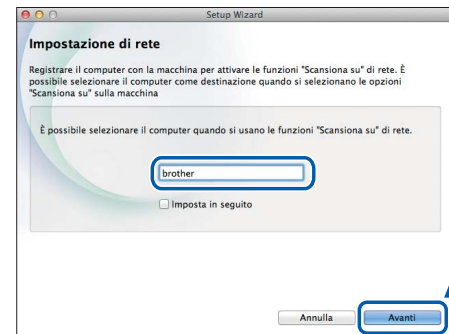 Setup Wizard
Impostazione di rete
Registrare il computer con la macchina per attivare le funzioni "Scansiona su" di rete. È
possibile selezionare il computer come destinazione quando si selezionano le opzioni
"Scansiona su" sulla macchina
È possibile selezionare il computer quando si usano le funzioni "Scansiona su" di rete.
brother
Imposta in seguito
Annulla
Avanti